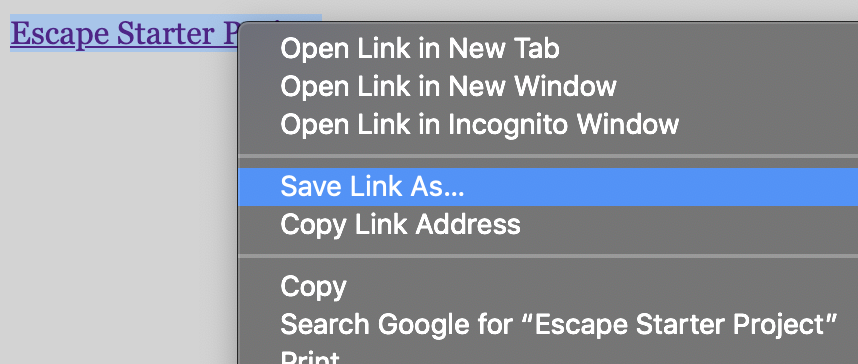 Escape Starter P
Open Link in New Tab
Open Link in New Window
Open Link in Incognito Window
Save Link As...
Copy Link Address
Copy
Search Google for “Escape Starter Project”
Print